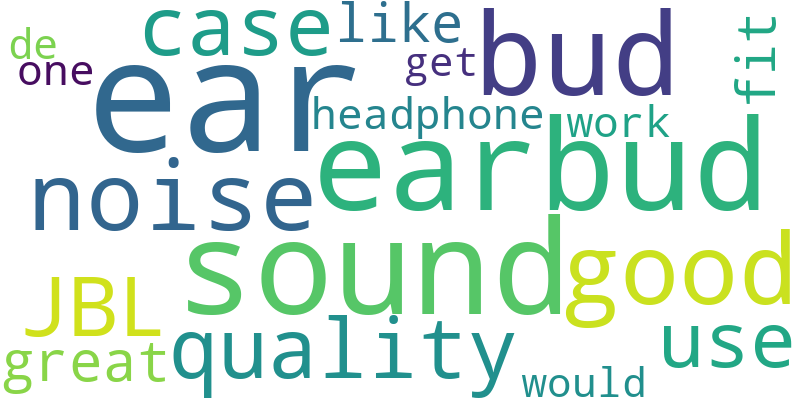 de
case
like
fit
one
ear
get
bud
headphone
work
noise
earbud
sound
good
JBL
quality
use
great
would